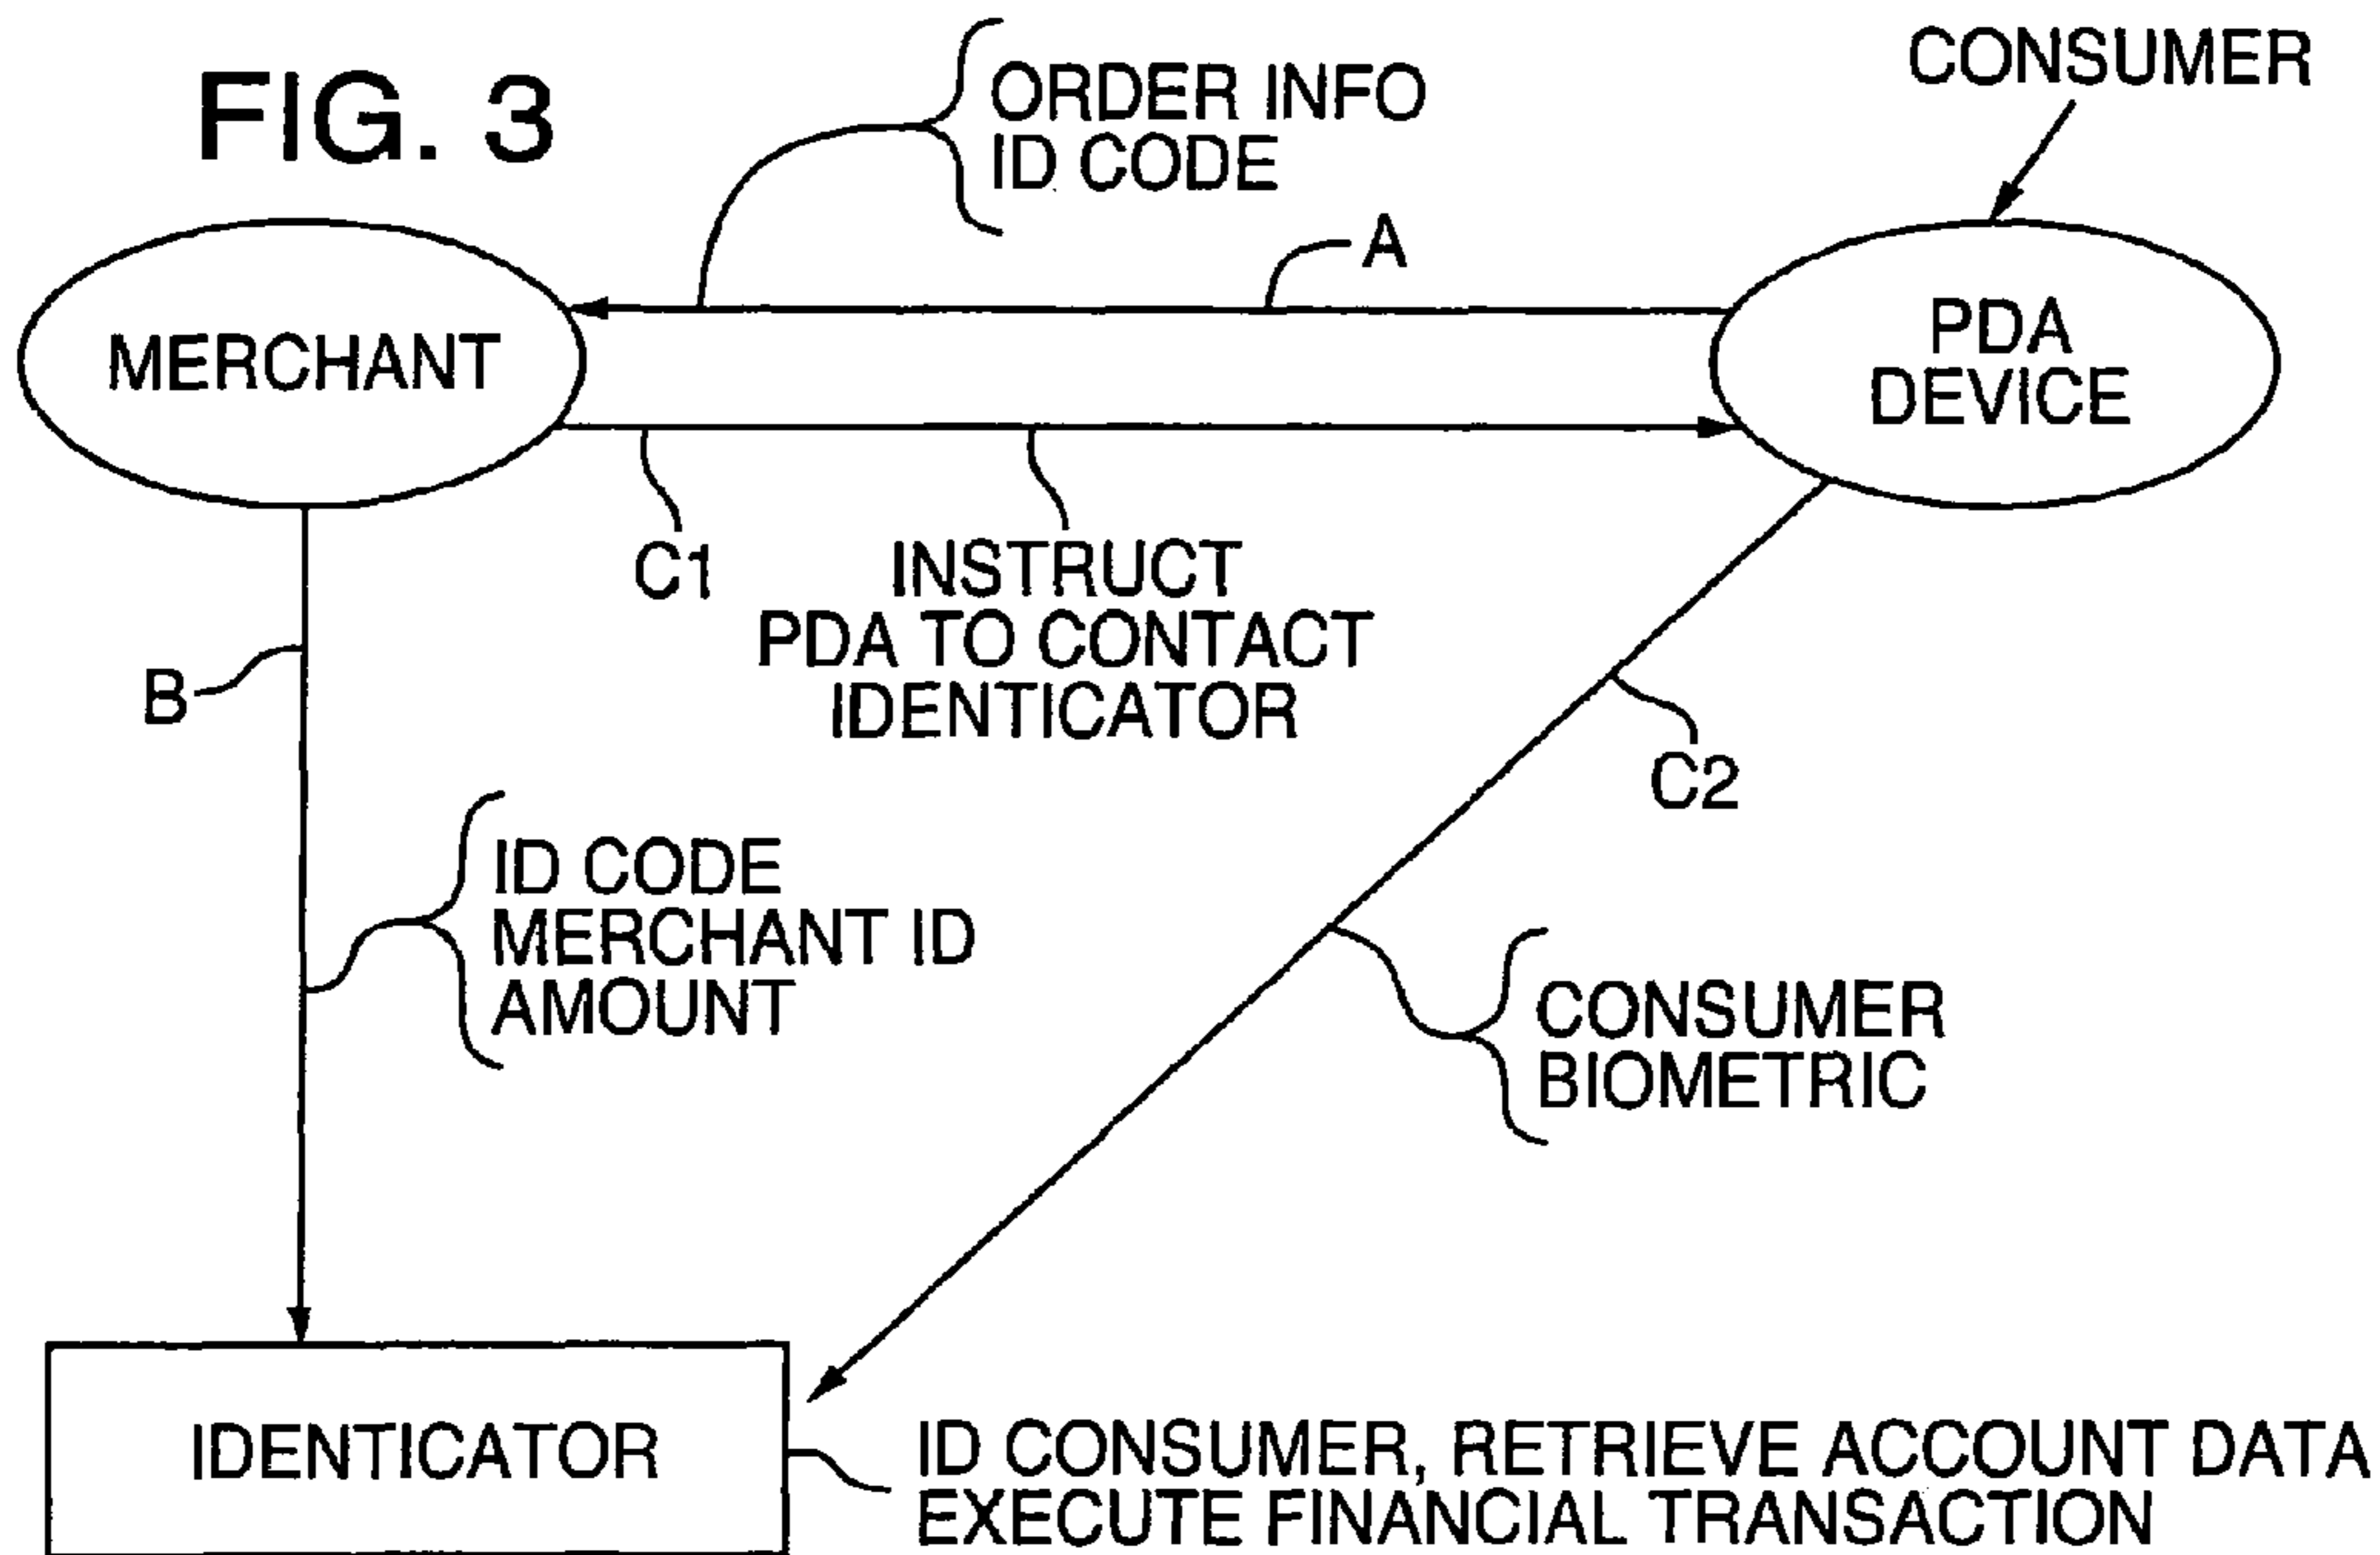 FIG. 3
ORDER INFO
ID CODE
CONSUMER
A
MERCHANT
PDA
DEVICE
C1
INSTRUCT
PDA TO CONTACT
IDENTICATOR
B
C2
ID CODE
MERCHANT ID
AMOUNT
CONSUMER
BIOMETRIC
IDENTICATOR
ID CONSUMER, RETRIEVE ACCOUNT DATA
EXECUTE FINANCIAL TRANSACTION